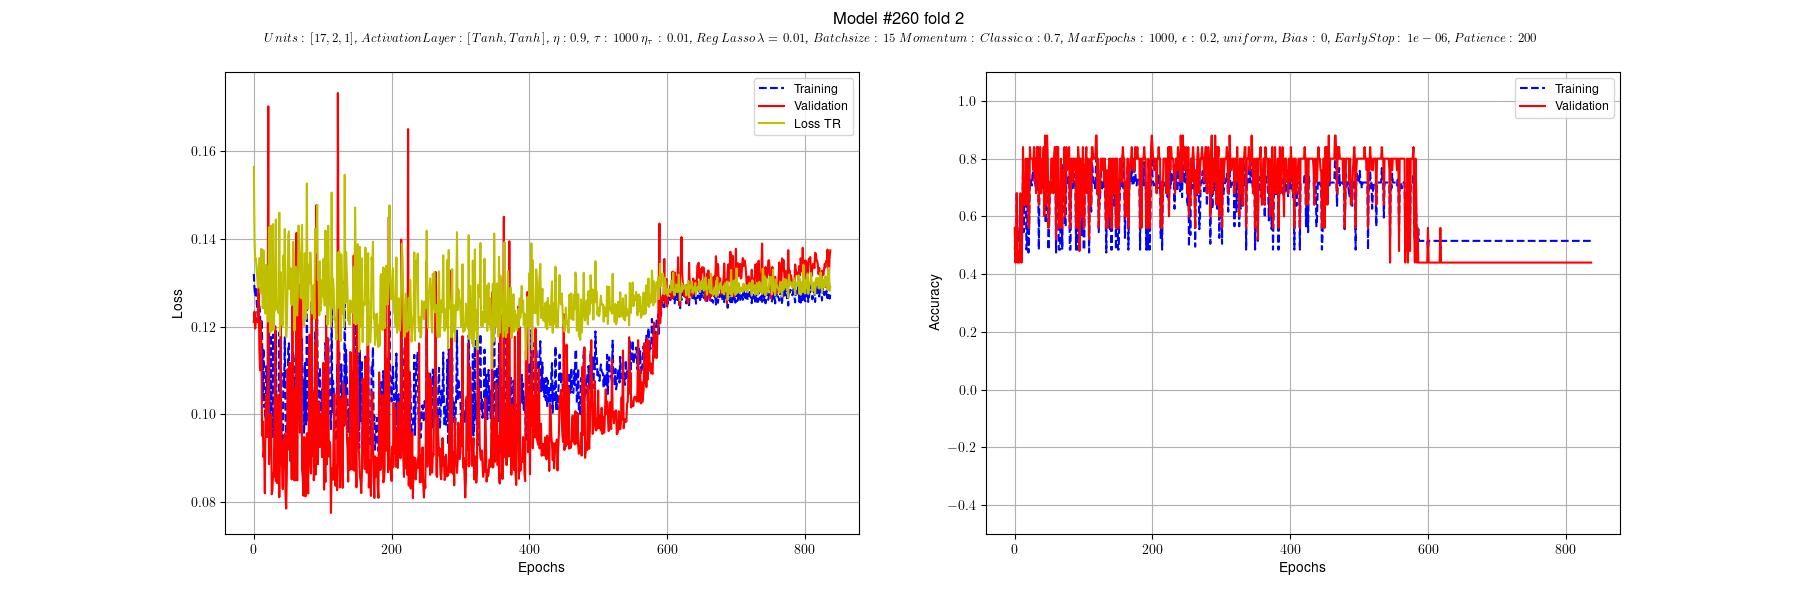 Model #260 fold 2
Units : [17, 2, 1], ActivationLayer : [Tanh, Tanh], η : 0.9, τ : 1000 ητ : 0.01, Reg Lasso λ = 0.01, Batchsize : 15 Momentum : Classic α : 0.7, MaxEpochs : 1000, ϵ : 0.2, uniform, Bias : 0, EarlyStop : 1e − 06, Patience : 200
Loss
0.16
0.14
0.12
0.10
0.08
0 200 400 600 800
Epochs
Training
Validation
Loss TR
Accuracy
1.0
0.8
0.6
0.4
0.2
0.0
−0.2
−0.4
0 200 400 600 800
Epochs
Training
Validation